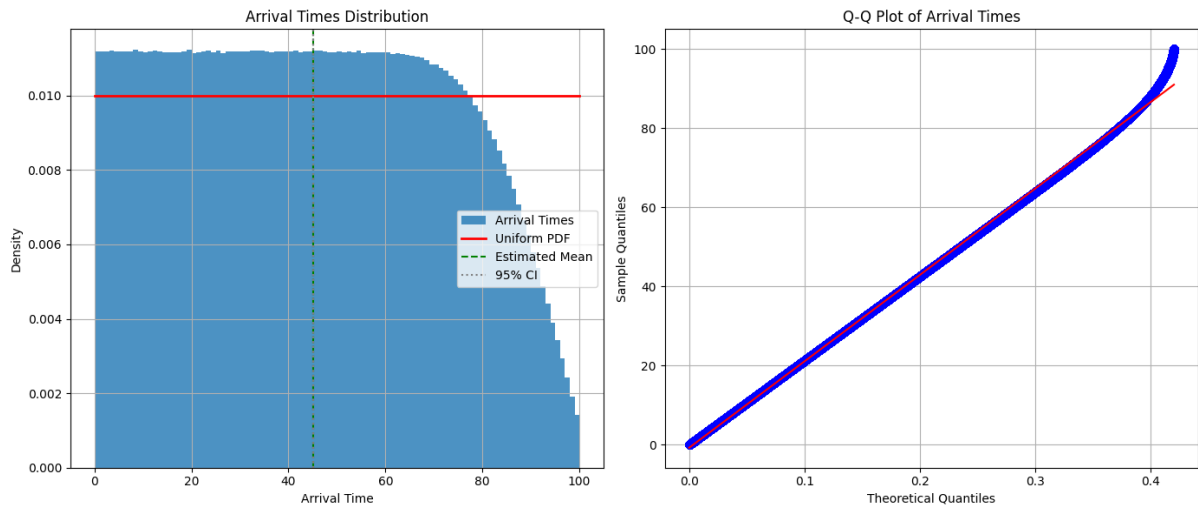 Arrival Times Distribution
Density
0.010
0.008
0.006
0.004
0.002
0.000
Arrival Times
Uniform PDF
Estimated Mean
95% CI
0
20
40
60
80
100
Arrival Time
Q-Q Plot of Arrival Times
Sample Quantiles
100
80
60
40
20
0
0.0
0.1
0.2
0.3
0.4
Theoretical Quantiles